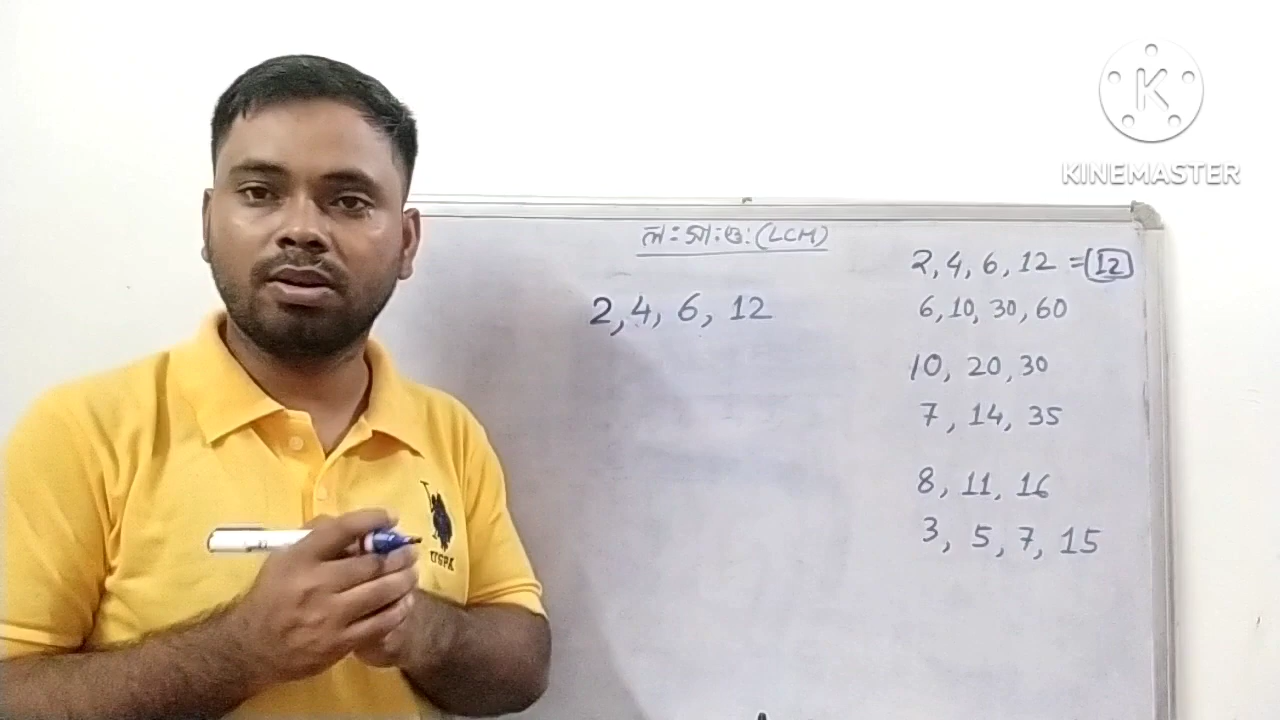 ল:সা:গু: (LCM)
2, 4, 6, 12
2, 4, 6, 12 = 12
6, 10, 30, 60
10, 20, 30
7, 14, 35
8, 11, 16
3, 5, 7, 15
KINEMASTER
USPA